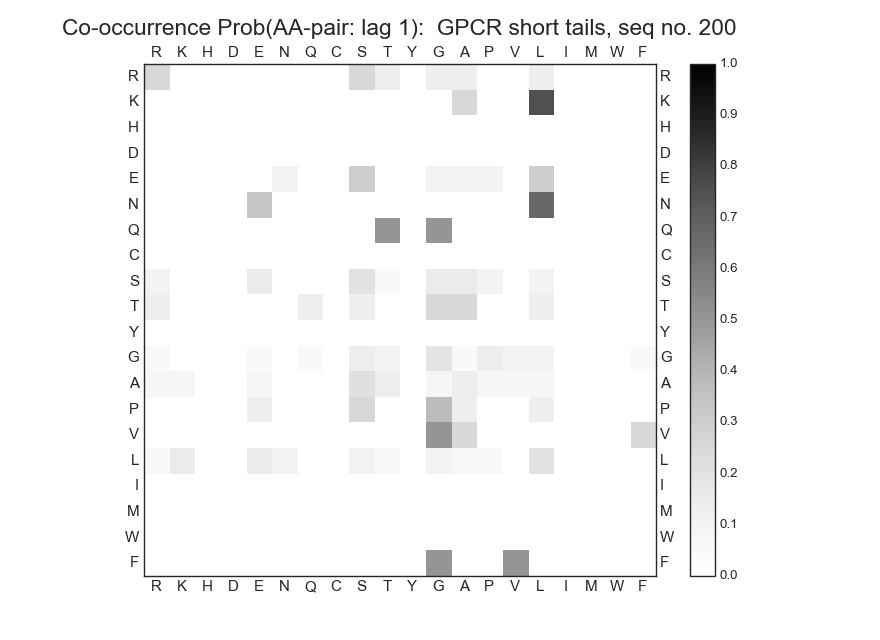 Co-occurrence Prob(AA-pair: lag 1):  GPCR short tails, seq no. 200
R K H D E N Q C S T Y G A P V L I M W F
1.0
R R
0.9
K K
H H
0.8
D D
E E
0.7
N N
Q Q
0.6
C C
0.5
S S
T T
0.4
Y Y
G G
0.3
A A
P P
V V
0.2
L L
I I
0.1
M M
W W
F F
0.0
R K H D E N Q C S T Y G A P V L I M W F